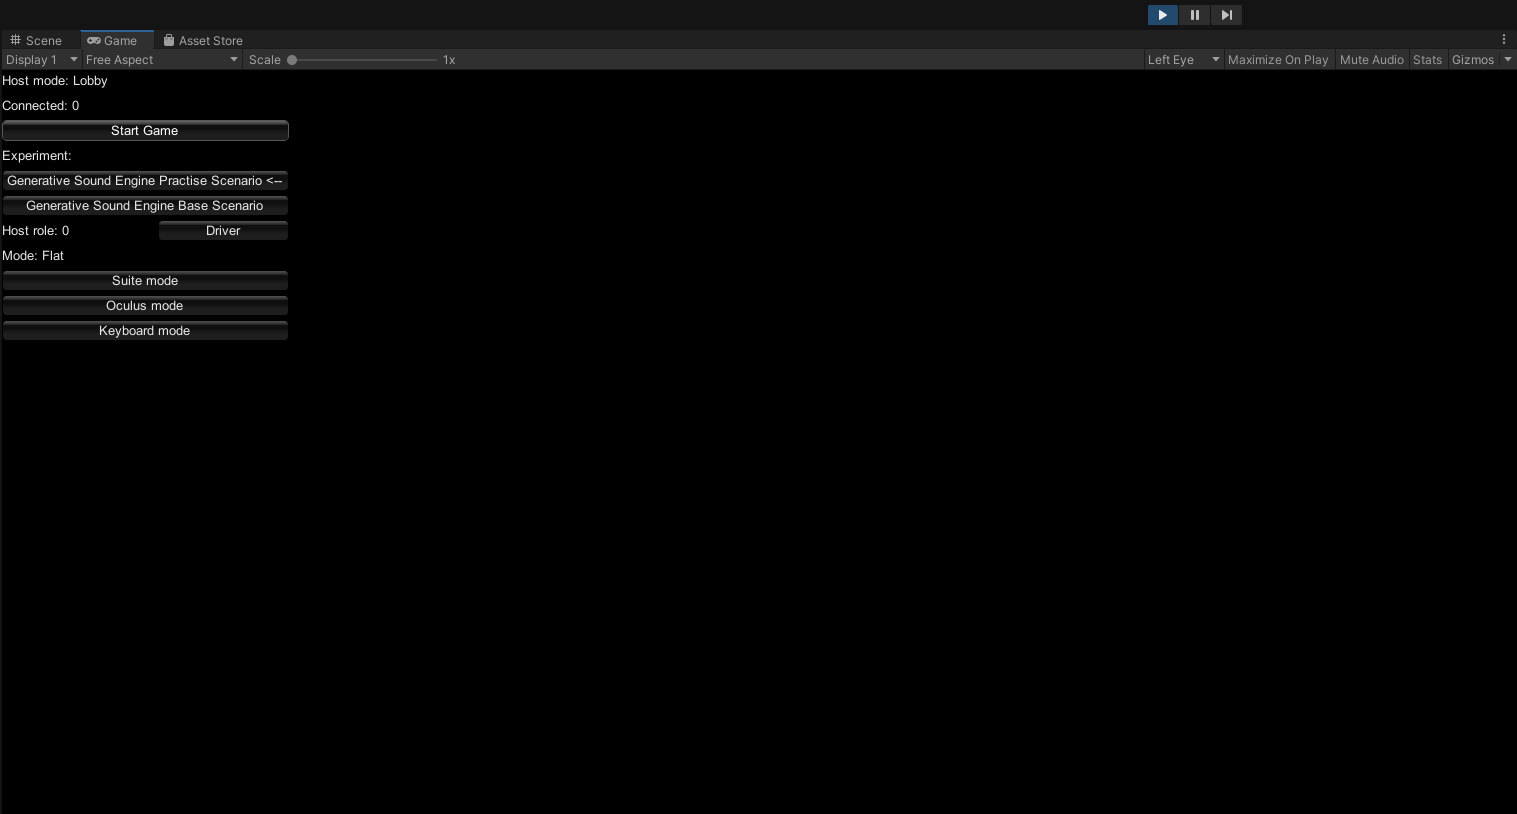 Scene Game Asset Store
Display 1 Free Aspect Scale 1x Left Eye Maximize On Play Mute Audio Stats Gizmos
Host mode: Lobby
Connected: 0
Start Game
Experiment:
Generative Sound Engine Practise Scenario <--
Generative Sound Engine Base Scenario
Host role: 0 Driver
Mode: Flat
Suite mode
Oculus mode
Keyboard mode